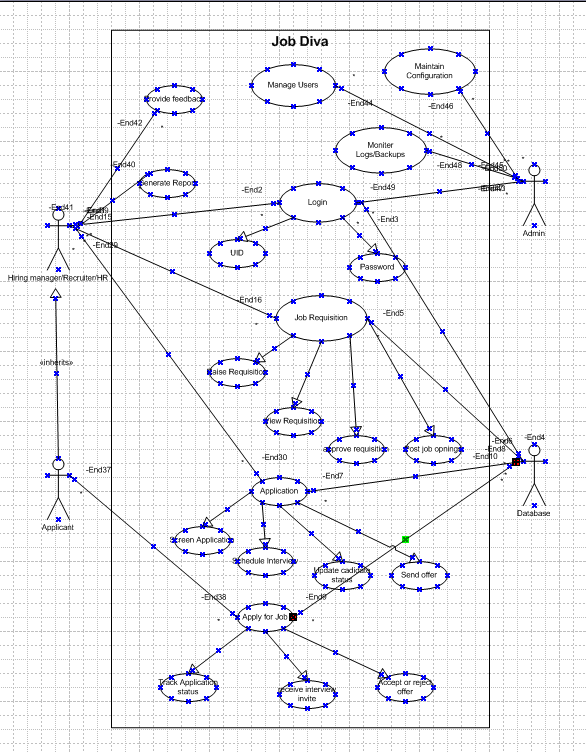 Job Diva
Maintain
Configuration
Manage Users
-End44
-End46
Provide feedback
-End42
Moniter
Logs/Backups
-End48
-End40
Generate Report
-End2
Login
-End49
-End3
-End41
Admin
-End29
UID
Password
Hiring manager/Recruiter/HR
-End16
Job Requisition
-End5
«inherits»
Raise Requisition
View Requisition
approve requisition
Post job openings
-End4
-End30
-End10
-End37
-End7
Application
Applicant
Database
Screen Application
Schedule Interview
Update cadidate
status
Send offer
-End38
-End9
Apply for Job
Track Application
status
receive interview
invite
Accept or reject
offer